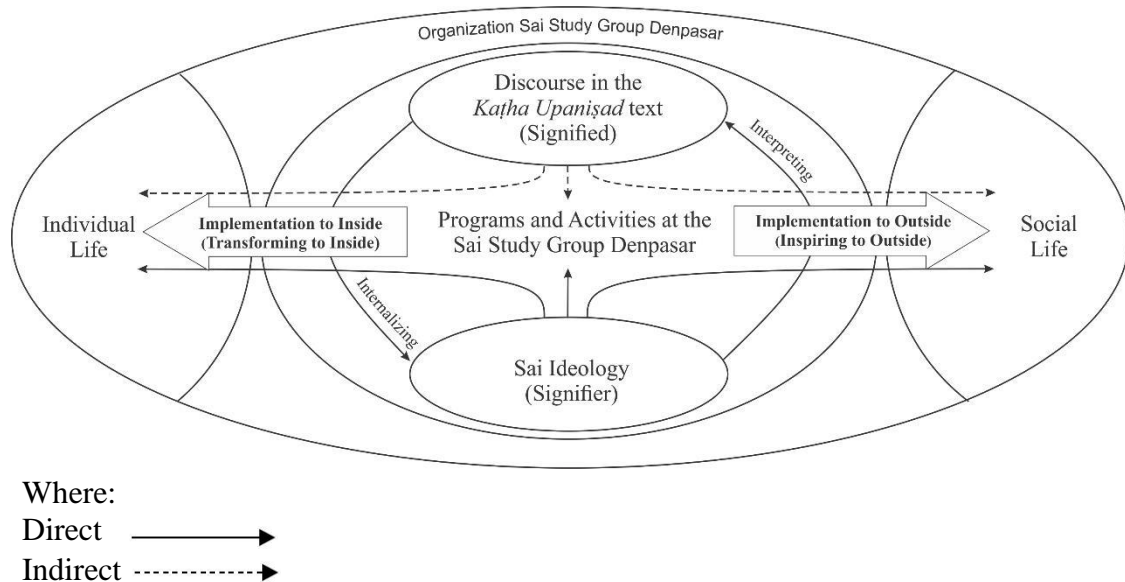 Organization Sai Study Group Denpasar
Discourse in the
Kaṭha Upaniṣad text
(Signified)
Interpreting
Individual
Life
Implementation to Inside
(Transforming to Inside)
Programs and Activities at the
Sai Study Group Denpasar
Implementation to Outside
(Inspiring to Outside)
Social
Life
Internalizing
Sai Ideology
(Signifier)
Where:
Direct
Indirect